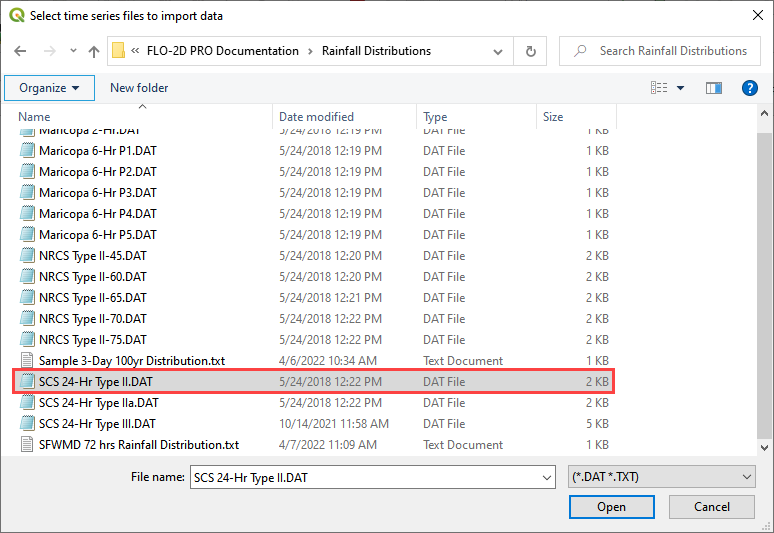 Select time series files to import data
« FLO-2D PRO Documentation › Rainfall Distributions
Search Rainfall Distributions
Organize New folder
Name Date modified Type Size
Maricopa 2-Hr.DAT 5/24/2018 12:19 PM DAT File 1 KB
Maricopa 6-Hr P1.DAT 5/24/2018 12:19 PM DAT File 1 KB
Maricopa 6-Hr P2.DAT 5/24/2018 12:19 PM DAT File 1 KB
Maricopa 6-Hr P3.DAT 5/24/2018 12:19 PM DAT File 1 KB
Maricopa 6-Hr P4.DAT 5/24/2018 12:19 PM DAT File 1 KB
Maricopa 6-Hr P5.DAT 5/24/2018 12:19 PM DAT File 1 KB
NRCS Type II-45.DAT 5/24/2018 12:20 PM DAT File 2 KB
NRCS Type II-60.DAT 5/24/2018 12:20 PM DAT File 2 KB
NRCS Type II-65.DAT 5/24/2018 12:21 PM DAT File 2 KB
NRCS Type II-70.DAT 5/24/2018 12:22 PM DAT File 2 KB
NRCS Type II-75.DAT 5/24/2018 12:22 PM DAT File 2 KB
Sample 3-Day 100yr Distribution.txt 4/6/2022 10:34 AM Text Document 1 KB
SCS 24-Hr Type II.DAT 5/24/2018 12:22 PM DAT File 2 KB
SCS 24-Hr Type IIa.DAT 5/24/2018 12:22 PM DAT File 2 KB
SCS 24-Hr Type III.DAT 10/14/2021 11:58 AM DAT File 5 KB
SFWMD 72 hrs Rainfall Distribution.txt 4/7/2022 11:09 AM Text Document 1 KB
File name: SCS 24-Hr Type II.DAT (*.DAT *.TXT)
Open Cancel